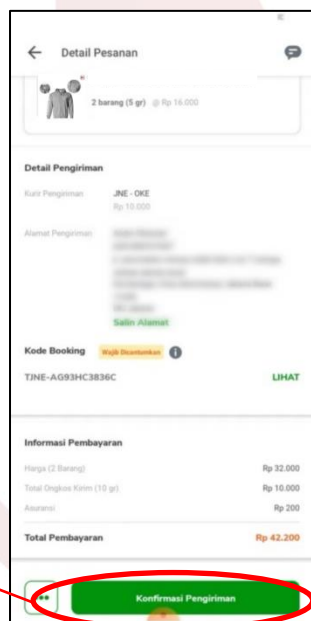 Detail Pesanan
2 barang (5 gr) @ Rp 16.000
Detail Pengiriman
Kurir Pengiriman JNE - OKE
Rp 10.000
Alamat Pengiriman
Salin Alamat
Kode Booking Wajib Dicantumkan i
TJNE-AG93HC3836C LIHAT
Informasi Pembayaran
Harga (2 Barang) Rp 32.000
Total Ongkos Kirim (10 gr) Rp 10.000
Asuransi Rp 200
Total Pembayaran Rp 42.200
Konfirmasi Pengiriman